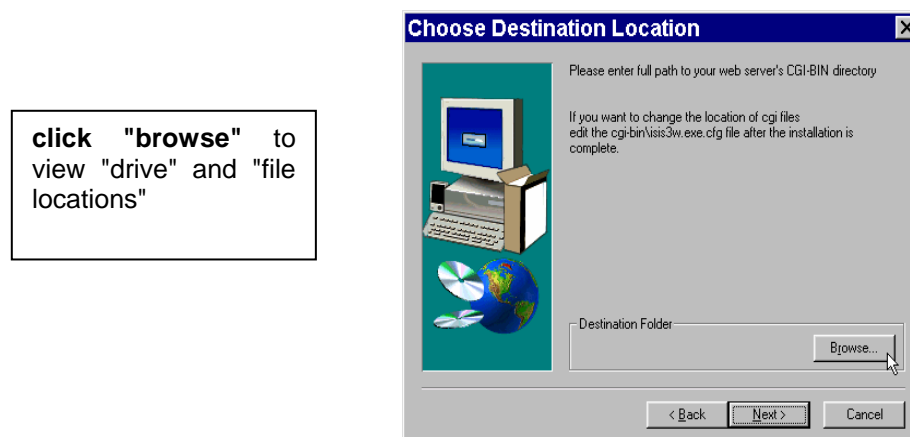 Choose Destination Location
Please enter full path to your web server's CGI-BIN directory
If you want to change the location of cgi files
edit the cgi-bin\isis3w.exe.cfg file after the installation is
complete.
click "browse" to
view "drive" and "file
locations"
Destination Folder
Browse...
< Back
Next >
Cancel